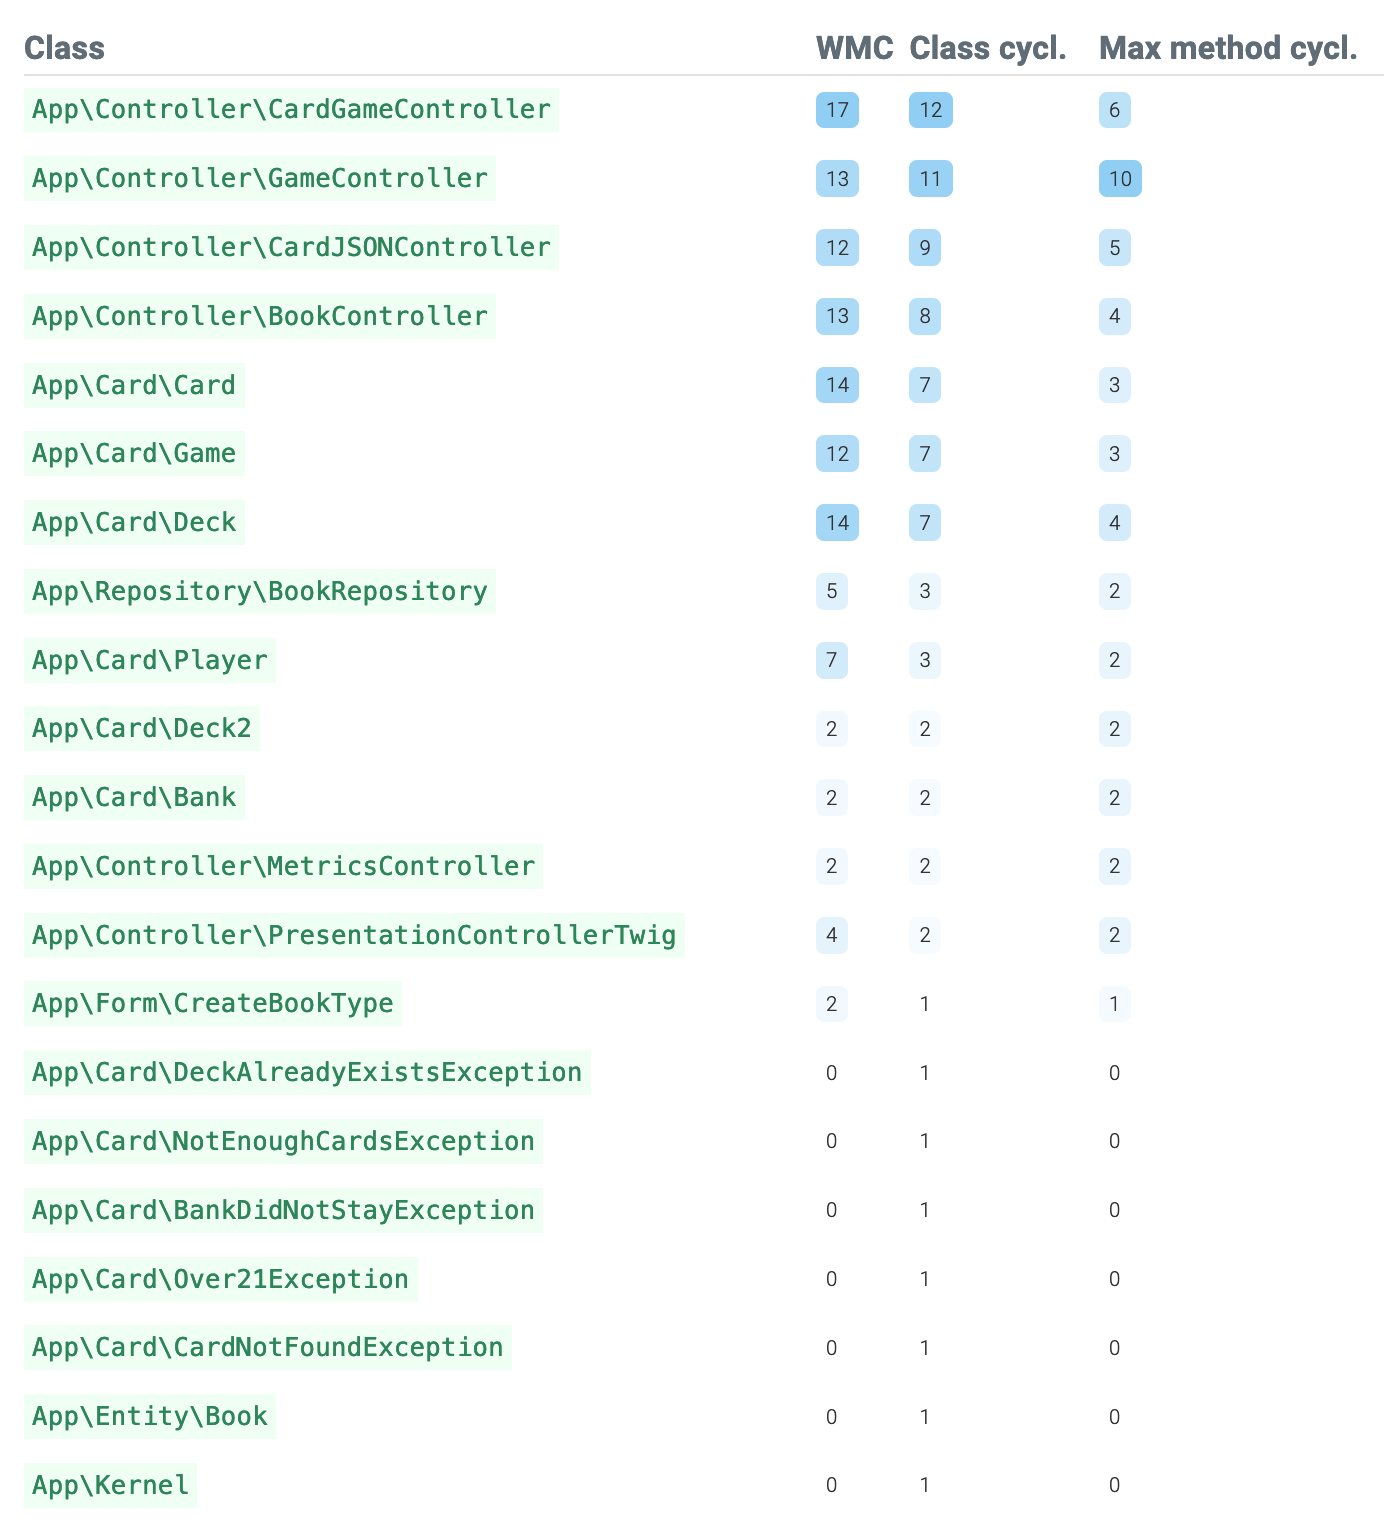 Class WMC Class cycl. Max method cycl.
App\Controller\CardGameController 17 12 6
App\Controller\GameController 13 11 10
App\Controller\CardJSONController 12 9 5
App\Controller\BookController 13 8 4
App\Card\Card 14 7 3
App\Card\Game 12 7 3
App\Card\Deck 14 7 4
App\Repository\BookRepository 5 3 2
App\Card\Player 7 3 2
App\Card\Deck2 2 2 2
App\Card\Bank 2 2 2
App\Controller\MetricsController 2 2 2
App\Controller\PresentationControllerTwig 4 2 2
App\Form\CreateBookType 2 1 1
App\Card\DeckAlreadyExistsException 0 1 0
App\Card\NotEnoughCardsException 0 1 0
App\Card\BankDidNotStayException 0 1 0
App\Card\Over21Exception 0 1 0
App\Card\CardNotFoundException 0 1 0
App\Entity\Book 0 1 0
App\Kernel 0 1 0